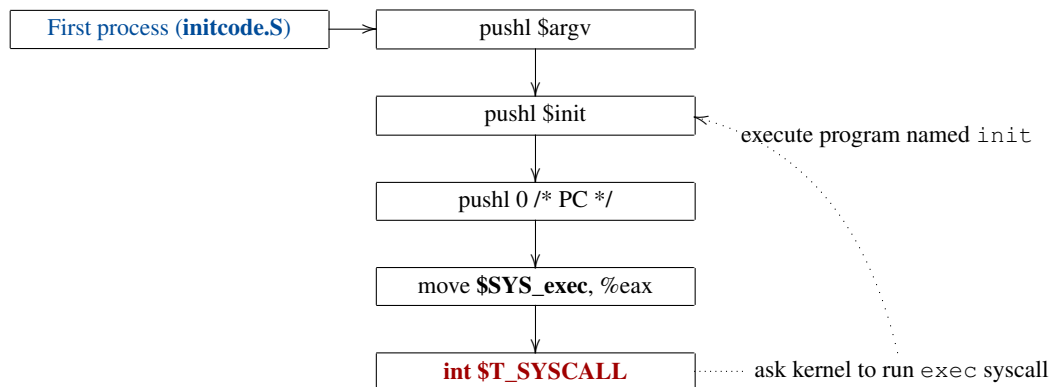 First process (initcode.S)
pushl $argv
pushl $init
execute program named init
pushl 0 /* PC */
move $SYS_exec, %eax
int $T_SYSCALL
ask kernel to run exec syscall